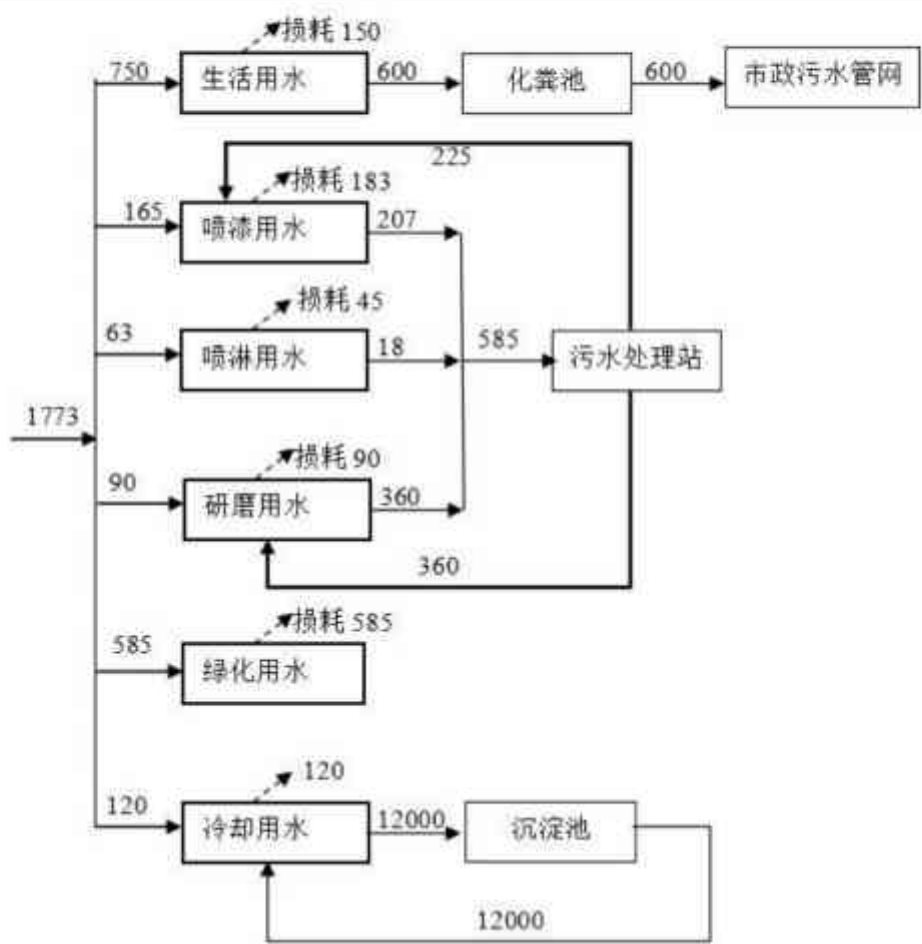 损耗 150
750
生活用水
600
化粪池
600
市政污水管网
225
损耗 183
165
喷漆用水
207
损耗 45
63
喷淋用水
18
585
污水处理站
1773
损耗 90
90
研磨用水
360
360
损耗 585
585
绿化用水
120
120
冷却用水
12000
沉淀池
12000